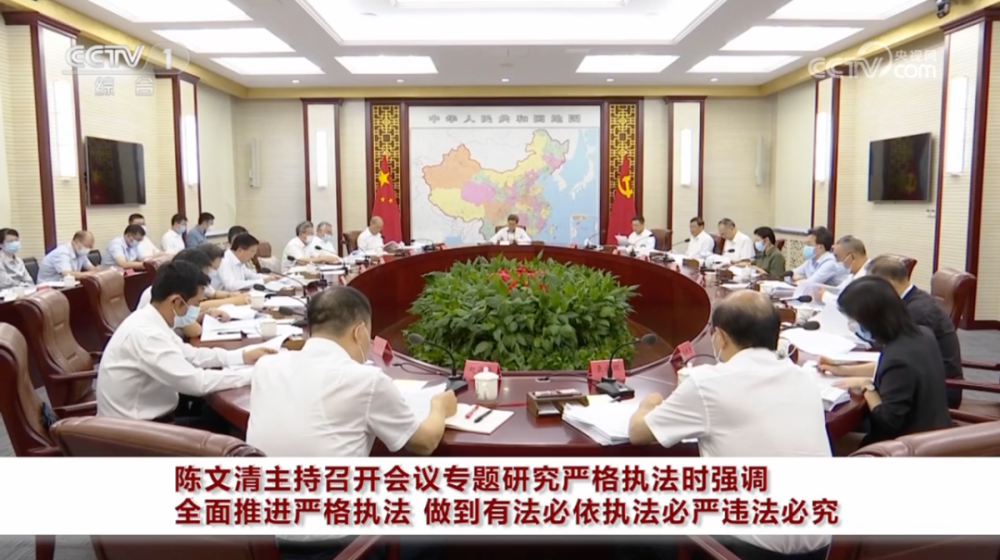 CCTV 1
综合
央视网
CCTV.com
中华人民共和国地图
陈文清主持召开会议专题研究严格执法时强调
全面推进严格执法 做到有法必依执法必严违法必究